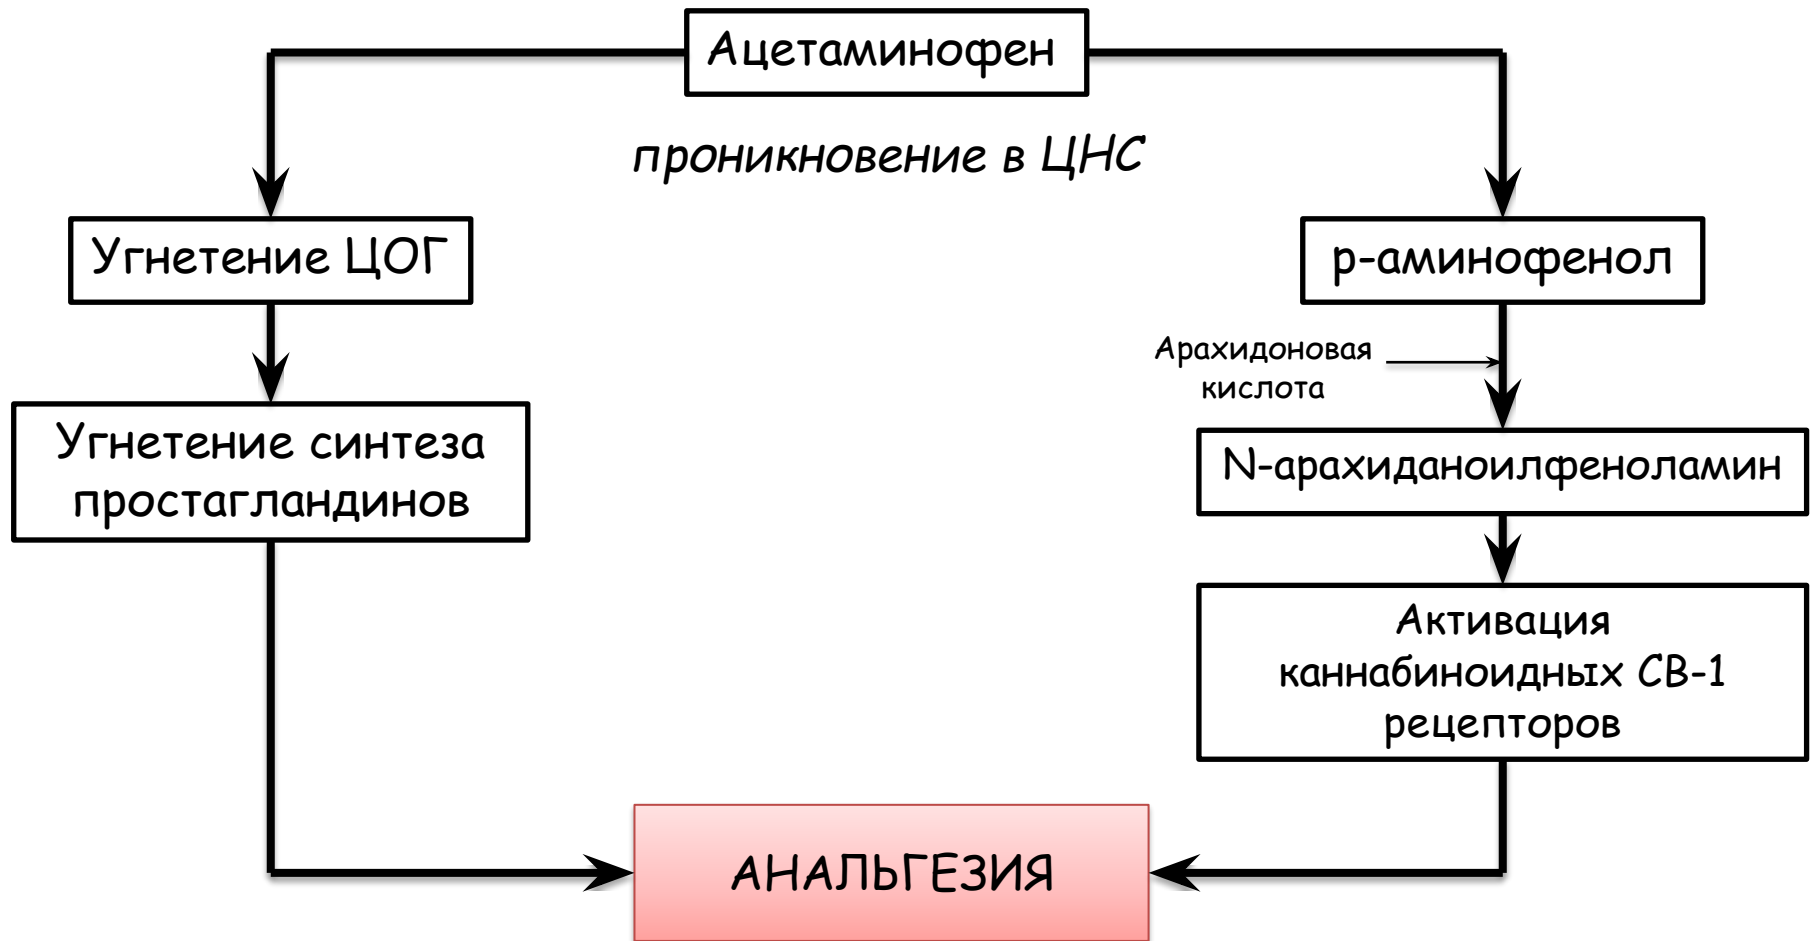 Ацетаминофен
проникновение в ЦНС
Угнетение ЦОГ
р-аминофенол
Арахидоновая
кислота
Угнетение синтеза
простагландинов
N-арахиданоилфеноламин
Активация
каннабиноидных СВ-1
рецепторов
АНАЛЬГЕЗИЯ